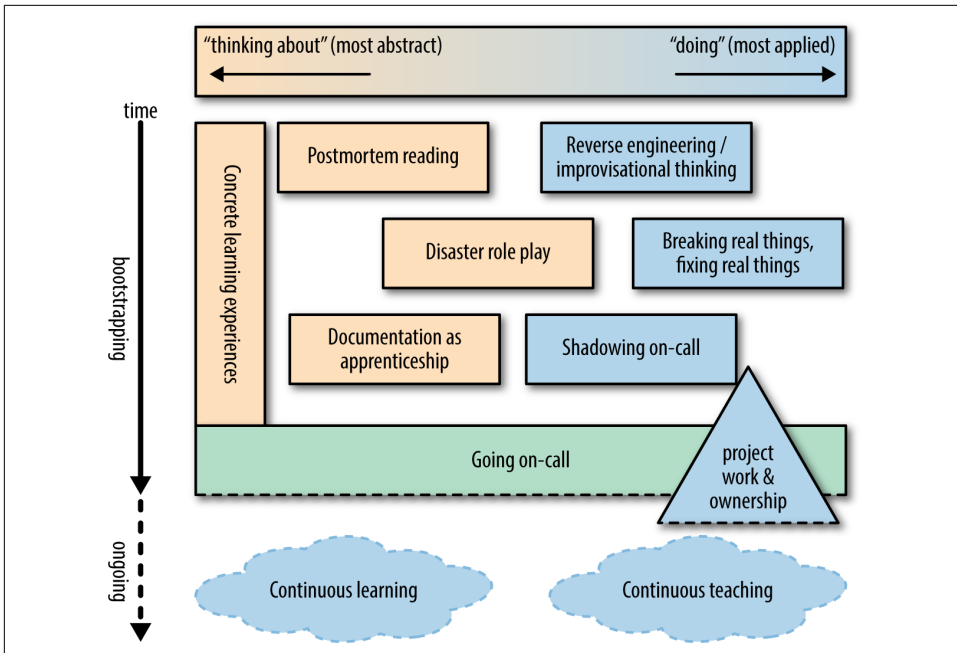 “thinking about” (most abstract)
“doing” (most applied)
time
bootstrapping
ongoing
Concrete learning experiences
Postmortem reading
Reverse engineering /
improvisational thinking
Disaster role play
Breaking real things,
fixing real things
Documentation as
apprenticeship
Shadowing on-call
Going on-call
project
work &
ownership
Continuous learning
Continuous teaching